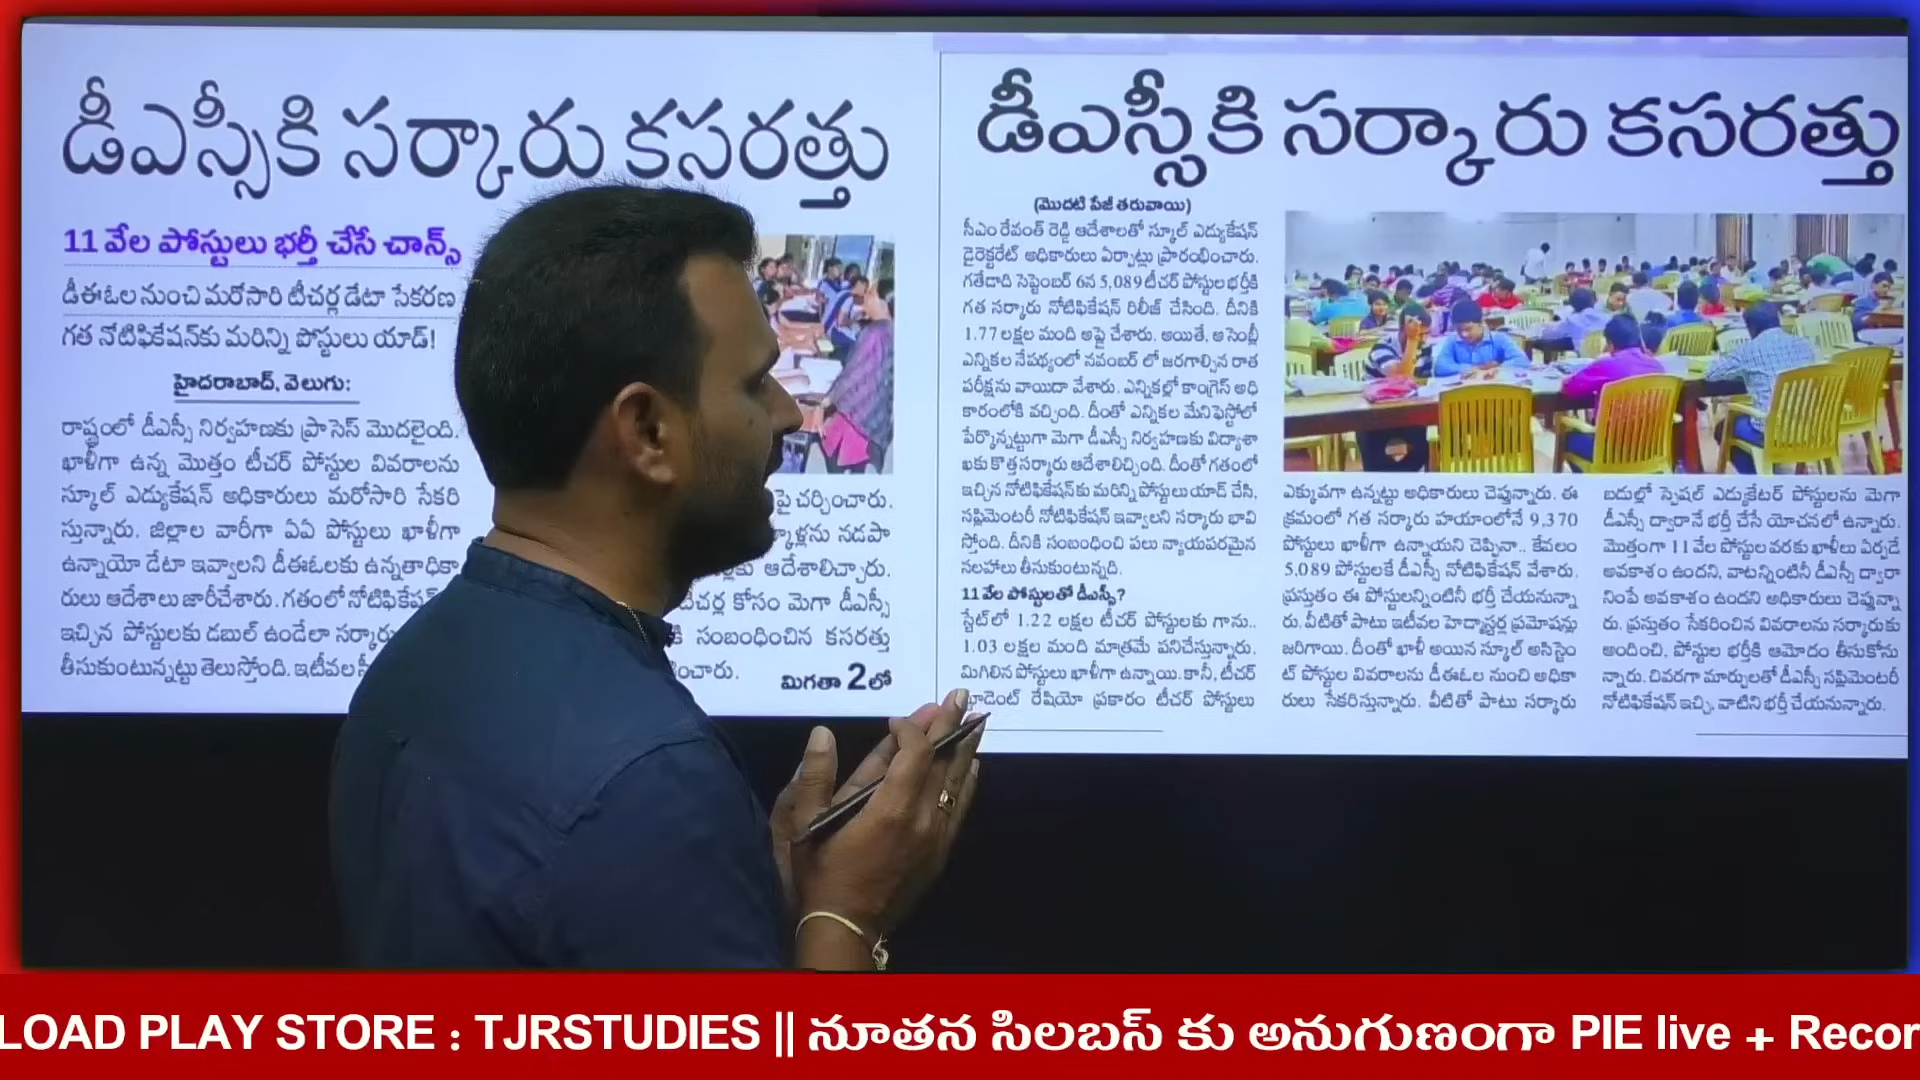 డీఎస్సీకి సర్కారు కసరత్తు
11 వేల పోస్టులు భర్తీ చేసే చాన్స్
డీఈఓల నుంచి మరోసారి టీచర్ల డేటా సేకరణ
గత నోటిఫికేషన్‌కు మరిన్ని పోస్టులు యాడ్!
హైదరాబాద్, వెలుగు:
రాష్ట్రంలో డీఎస్సీ నిర్వహణకు ప్రాసెస్ మొదలైంది.
ఖాళీగా ఉన్న మొత్తం టీచర్ పోస్టుల వివరాలను
స్కూల్ ఎడ్యుకేషన్ అధికారులు మరోసారి సేకరి
స్తున్నారు. జిల్లాల వారీగా ఏఏ పోస్టులు ఖాళీగా
ఉన్నాయో డేటా ఇవ్వాలని డీఈఓలకు ఉన్నతాధికా
రులు ఆదేశాలు జారీచేశారు. గతంలో నోటిఫికేషన్
ఇచ్చిన పోస్టులకు డబుల్ ఉండేలా సర్కారు
తీసుకుంటున్నట్టు తెలుస్తోంది. ఇటీవల
పై చర్చించారు.
నడపా
ఆదేశాలిచ్చారు.
టీచర్ల కోసం మెగా డీఎస్సీ
కి సంబంధించిన కసరత్తు
మిగతా 2లో
డీఎస్సీకి సర్కారు కసరత్తు
(మొదటి పేజీ తరువాయి)
సీఎం రేవంత్ రెడ్డి ఆదేశాలతో స్కూల్ ఎడ్యుకేషన్
డైరెక్టరేట్ అధికారులు ఏర్పాట్లు ప్రారంభించారు.
గతేడాది సెప్టెంబర్ 6న 5,089 టీచర్ పోస్టుల భర్తీకి
గత సర్కారు నోటిఫికేషన్ రిలీజ్ చేసింది. దీనికి
1.77 లక్షల మంది అప్లై చేశారు. అయితే, అసెంబ్లీ
ఎన్నికల నేపథ్యంలో నవంబర్ లో జరగాల్సిన రాత
పరీక్షను వాయిదా వేశారు. ఎన్నికల్లో కాంగ్రెస్ అధి
కారంలోకి వచ్చింది. దీంతో ఎన్నికల మేనిఫెస్టోలో
పేర్కొన్నట్టుగా మెగా డీఎస్సీ నిర్వహణకు విద్యాశా
ఖకు కొత్త సర్కారు ఆదేశాలిచ్చింది. దీంతో గతంలో
ఇచ్చిన నోటిఫికేషన్‌కు మరిన్ని పోస్టులు యాడ్ చేసి,
సప్లిమెంటరీ నోటిఫికేషన్ ఇవ్వాలని సర్కారు భావి
స్తోంది. దీనికి సంబంధించి పలు న్యాయపరమైన
సలహాలు తీసుకుంటున్నది.
11 వేల పోస్టులతో డీఎస్సీ?
స్టేట్‌లో 1.22 లక్షల టీచర్ పోస్టులకు గాను..
1.03 లక్షల మంది మాత్రమే పనిచేస్తున్నారు.
మిగిలిన పోస్టులు ఖాళీగా ఉన్నాయి. కానీ, టీచర్
స్టూడెంట్ రేషియో ప్రకారం టీచర్ పోస్టులు
ఎక్కువగా ఉన్నట్టు అధికారులు చెప్తున్నారు. ఈ
క్రమంలో గత సర్కారు హయాంలోనే 9,370
పోస్టులు ఖాళీగా ఉన్నాయని చెప్పినా.. కేవలం
5,089 పోస్టులకే డీఎస్సీ నోటిఫికేషన్ వేశారు.
ప్రస్తుతం ఈ పోస్టులన్నింటినీ భర్తీ చేయనున్నా
రు. వీటితో పాటు ఇటీవల హెడ్మాస్టర్ల ప్రమోషన్లు
జరిగాయి. దీంతో ఖాళీ అయిన స్కూల్ అసిస్టెం
ట్ పోస్టుల వివరాలను డీఈఓల నుంచి అధికా
రులు సేకరిస్తున్నారు. వీటితో పాటు సర్కారు
బడుల్లో స్పెషల్ ఎడ్యుకేటర్ పోస్టులను మెగా
డీఎస్సీ ద్వారానే భర్తీ చేసే యోచనలో ఉన్నారు.
మొత్తంగా 11 వేల పోస్టుల వరకు ఖాళీలు ఏర్పడే
అవకాశం ఉందని, వాటన్నింటినీ డీఎస్సీ ద్వారా
నింపే అవకాశం ఉందని అధికారులు చెప్తున్నా
రు. ప్రస్తుతం సేకరించిన వివరాలను సర్కారుకు
అందించి, పోస్టుల భర్తీకి ఆమోదం తీసుకోను
న్నారు. చివరగా మార్పులతో డీఎస్సీ సప్లిమెంటరీ
నోటిఫికేషన్ ఇచ్చి, వాటిని భర్తీ చేయనున్నారు.
LOAD PLAY STORE : TJRSTUDIES || నూతన సిలబస్ కు అనుగుణంగా PIE live + Recor